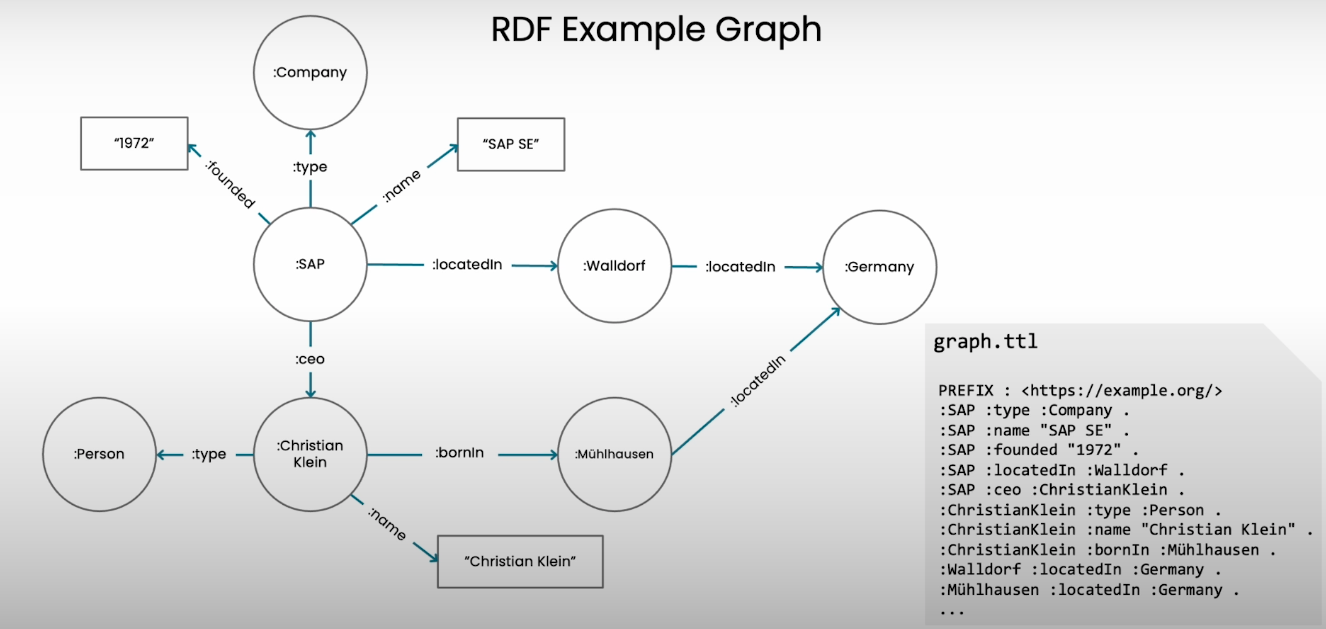 RDF Example Graph
:Company
"1972"
"SAP SE"
:founded
:type
:name
:SAP
:locatedIn
:Walldorf
:locatedIn
:Germany
:ceo
:locatedIn
:Person
:type
:Christian
Klein
:bornIn
:Mühlhausen
:name
"Christian Klein"
graph.ttl
PREFIX : <https://example.org/>
:SAP :type :Company .
:SAP :name "SAP SE" .
:SAP :founded "1972" .
:SAP :locatedIn :Walldorf .
:SAP :ceo :ChristianKlein .
:ChristianKlein :type :Person .
:ChristianKlein :name "Christian Klein" .
:ChristianKlein :bornIn :Mühlhausen .
:Walldorf :locatedIn :Germany .
:Mühlhausen :locatedIn :Germany .
...